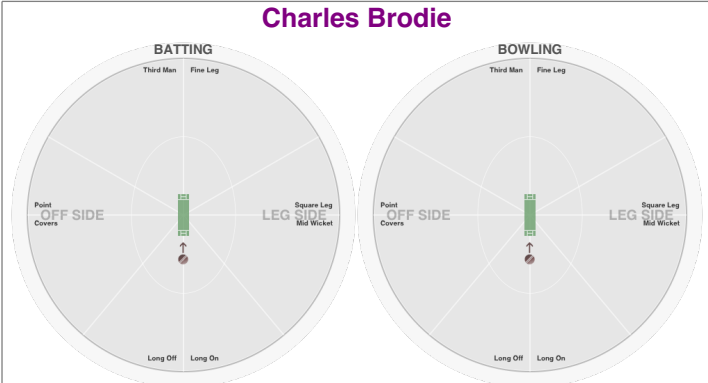 Charles Brodie
BATTING
Third Man Fine Leg
Point
OFF SIDE
Covers
Square Leg
LEG SIDE
Mid Wicket
Long Off Long On
BOWLING
Third Man Fine Leg
Point
OFF SIDE
Covers
Square Leg
LEG SIDE
Mid Wicket
Long Off Long On